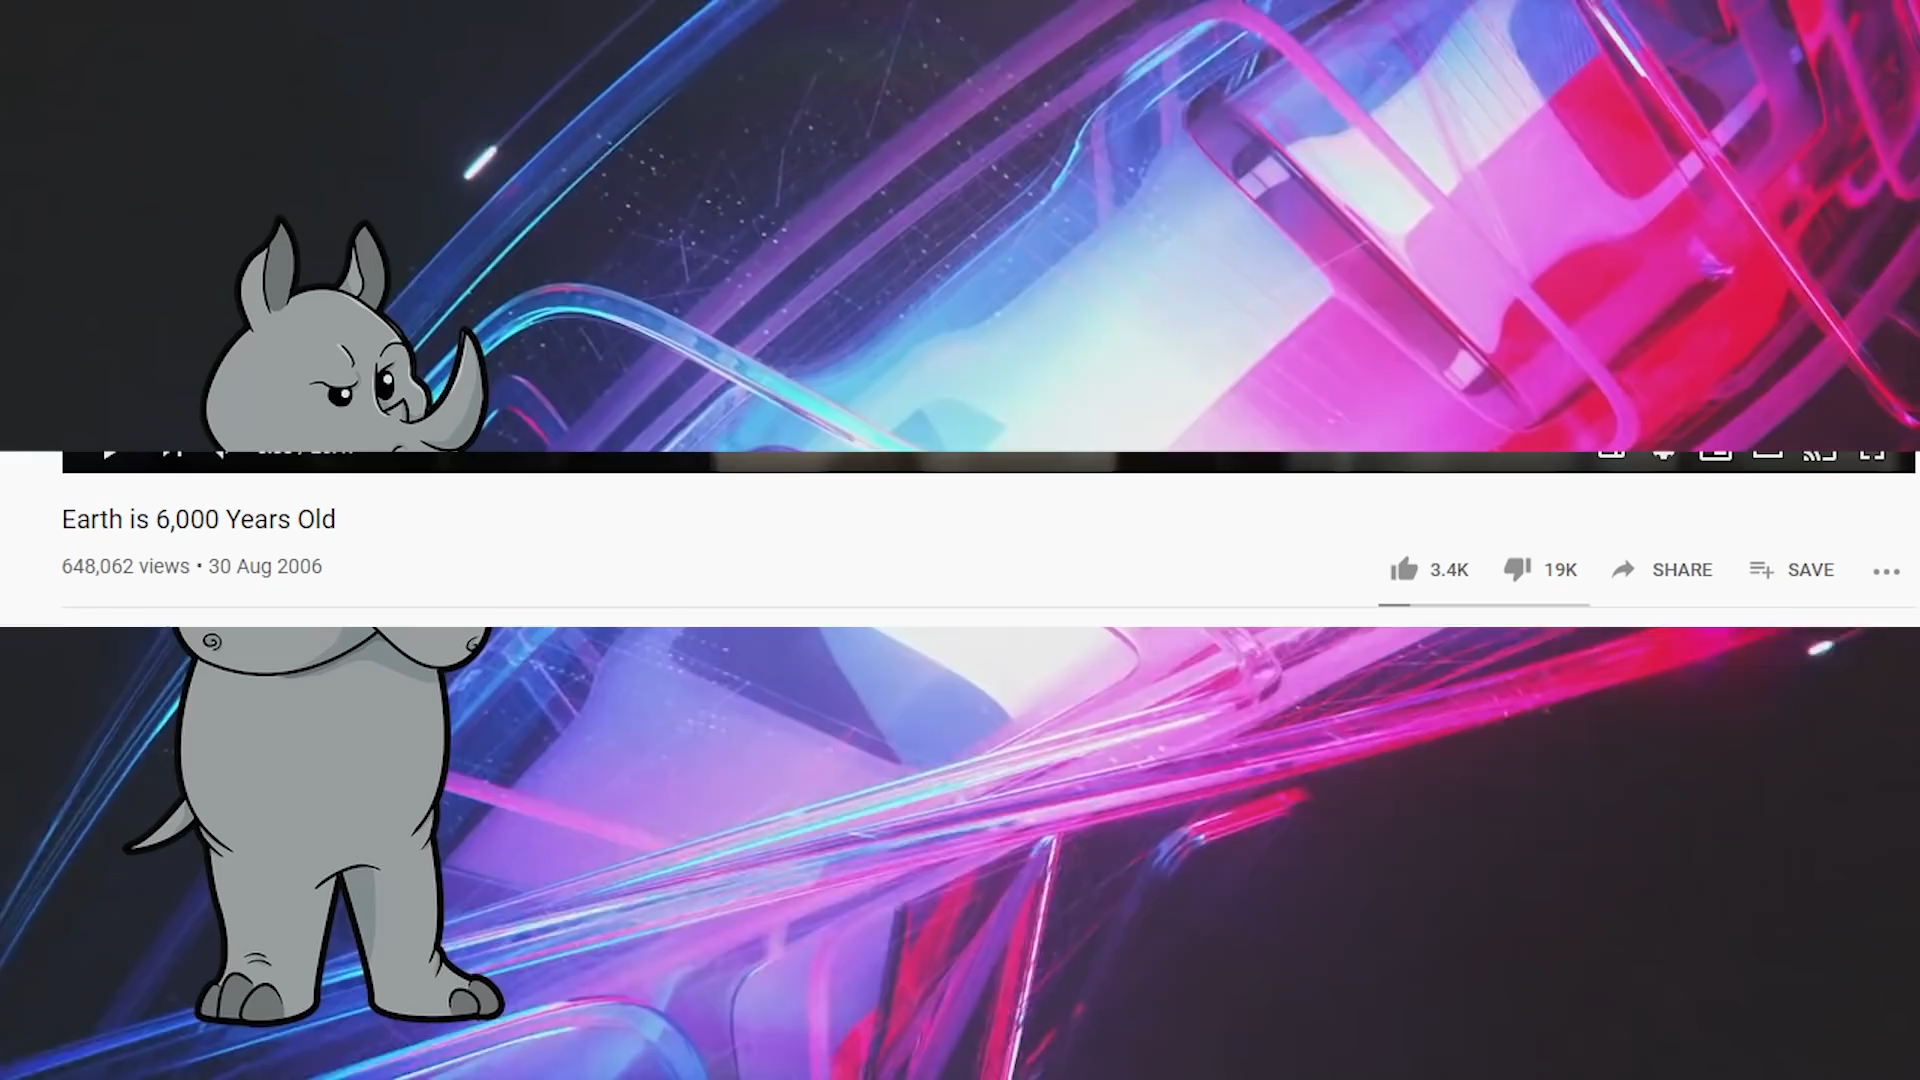 Earth is 6,000 Years Old
648,062 views • 30 Aug 2006
3.4K 19K SHARE SAVE